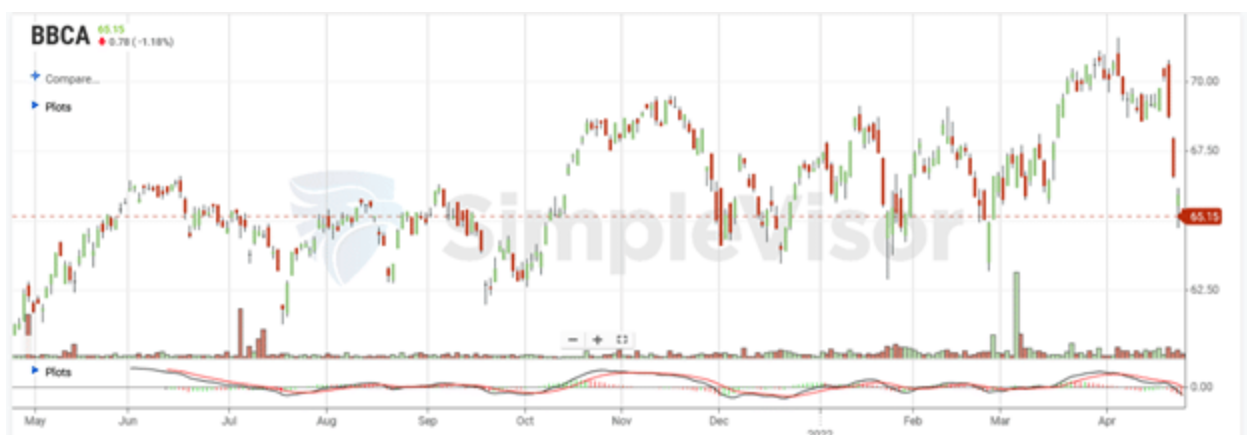 BBCA 65.15
0.78 (-1.18%)
Compare...
Plots
70.00
67.50
65.15
62.50
SimpleVisor
Plots
0.00
May Jun Jul Aug Sep Oct Nov Dec 2022 Feb Mar Apr